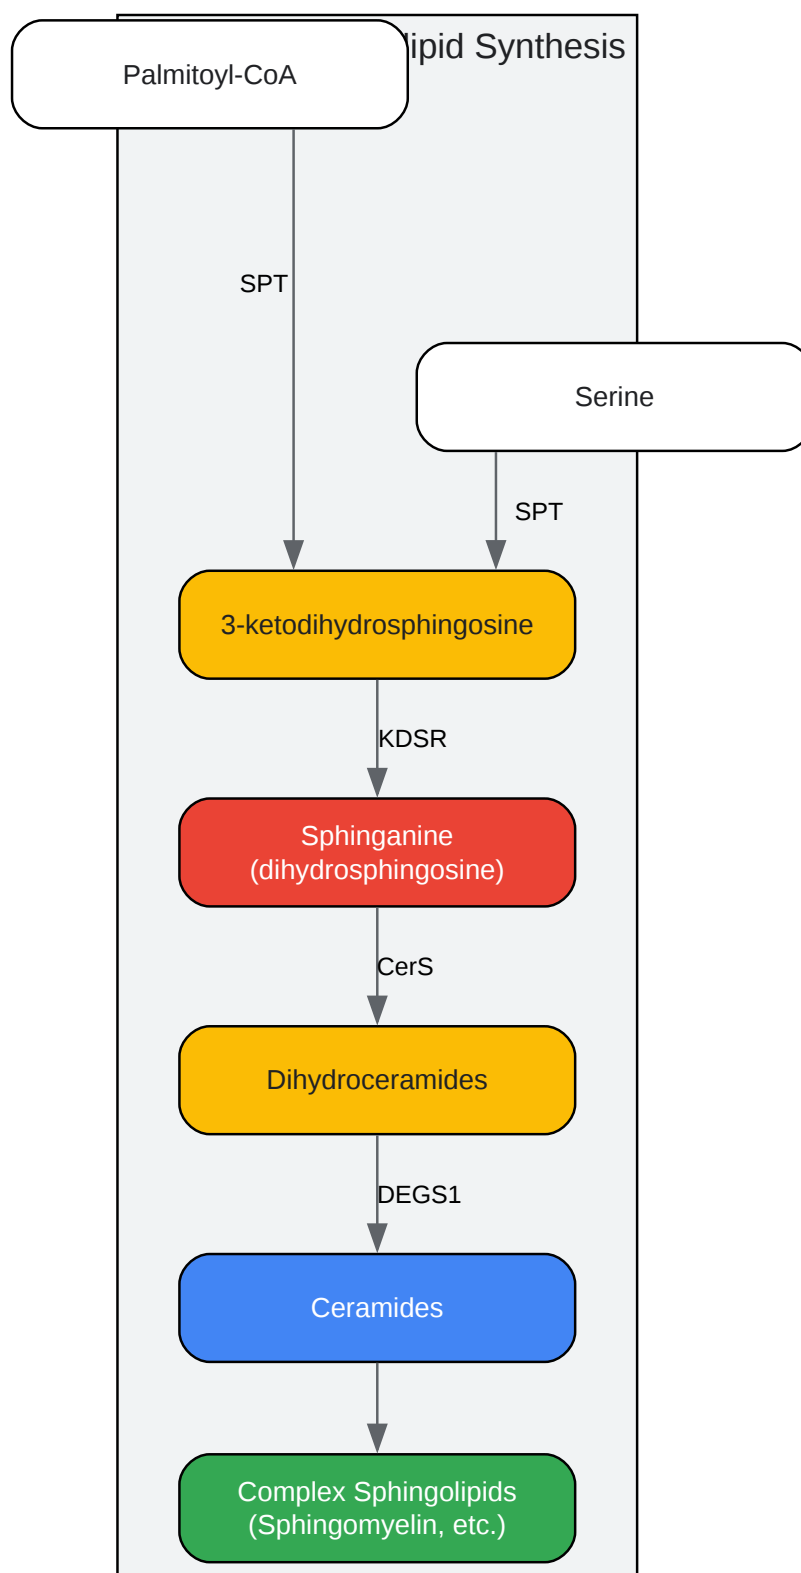 Palmitoyl-CoA
lipid Synthesis
SPT
Serine
SPT
3-ketodihydrosphingosine
KDSR
Sphinganine
(dihydrosphingosine)
CerS
Dihydroceramides
DEGS1
Ceramides
Complex Sphingolipids
(Sphingomyelin, etc.)